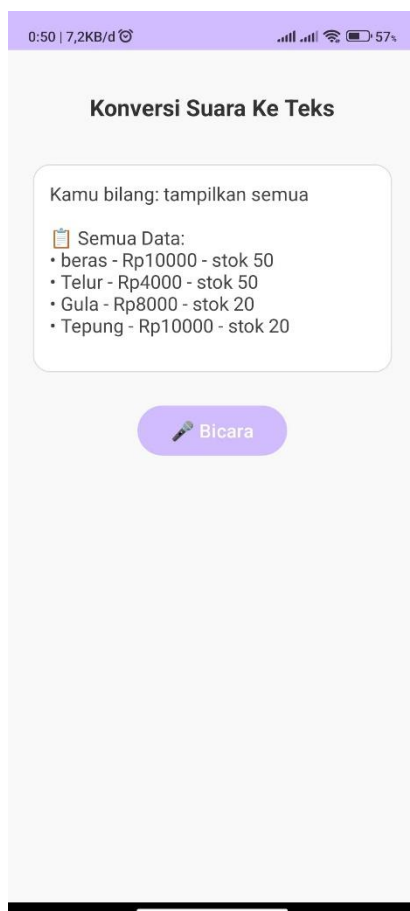 0:50 | 7,2KB/d
57%
Konversi Suara Ke Teks
Kamu bilang: tampilkan semua
📋 Semua Data:
• beras - Rp10000 - stok 50
• Telur - Rp4000 - stok 50
• Gula - Rp8000 - stok 20
• Tepung - Rp10000 - stok 20
🎤 Bicara